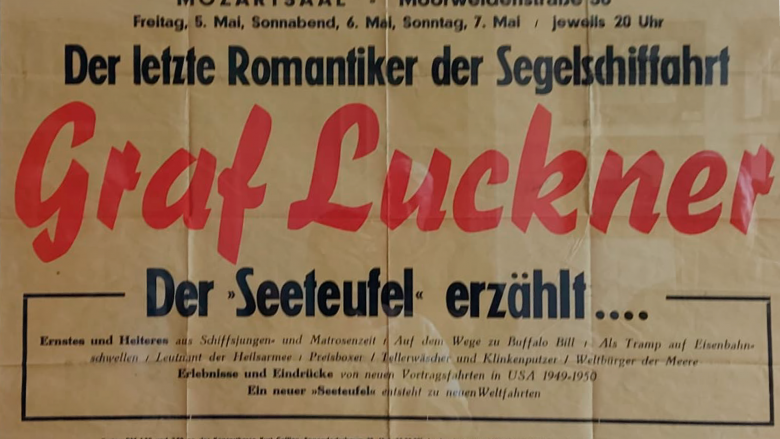 MOZARTSAAL - Moorweidenstraße 36
Freitag, 5. Mai, Sonnabend, 6. Mai, Sonntag, 7. Mai / jeweils 20 Uhr
Der letzte Romantiker der Segelschiffahrt
Graf Luckner
Der »Seeteufel« erzählt....
Ernstes und Heiteres aus Schiffsjungen- und Matrosenzeit / Auf dem Wege zu Buffalo Bill / Als Tramp auf Eisenbahn-
schwellen / Leutnant der Heilsarmee / Preisboxer / Tellerwäscher und Klinkenputzer / Weltbürger der Meere
Erlebnisse und Eindrücke von neuen Vortragsfahrten in USA 1949-1950
Ein neuer »Seeteufel« entsteht zu neuen Weltfahrten